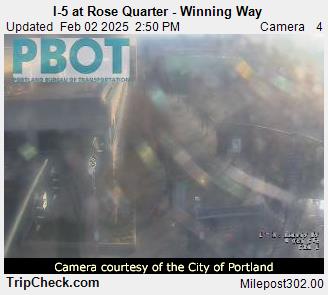 I-5 at Rose Quarter - Winning Way
Updated Feb 02 2025 2:50 PM Camera 4
PBOT
PORTLAND BUREAU OF TRANSPORTATION
Camera courtesy of the City of Portland
TripCheck.com Milepost302.00